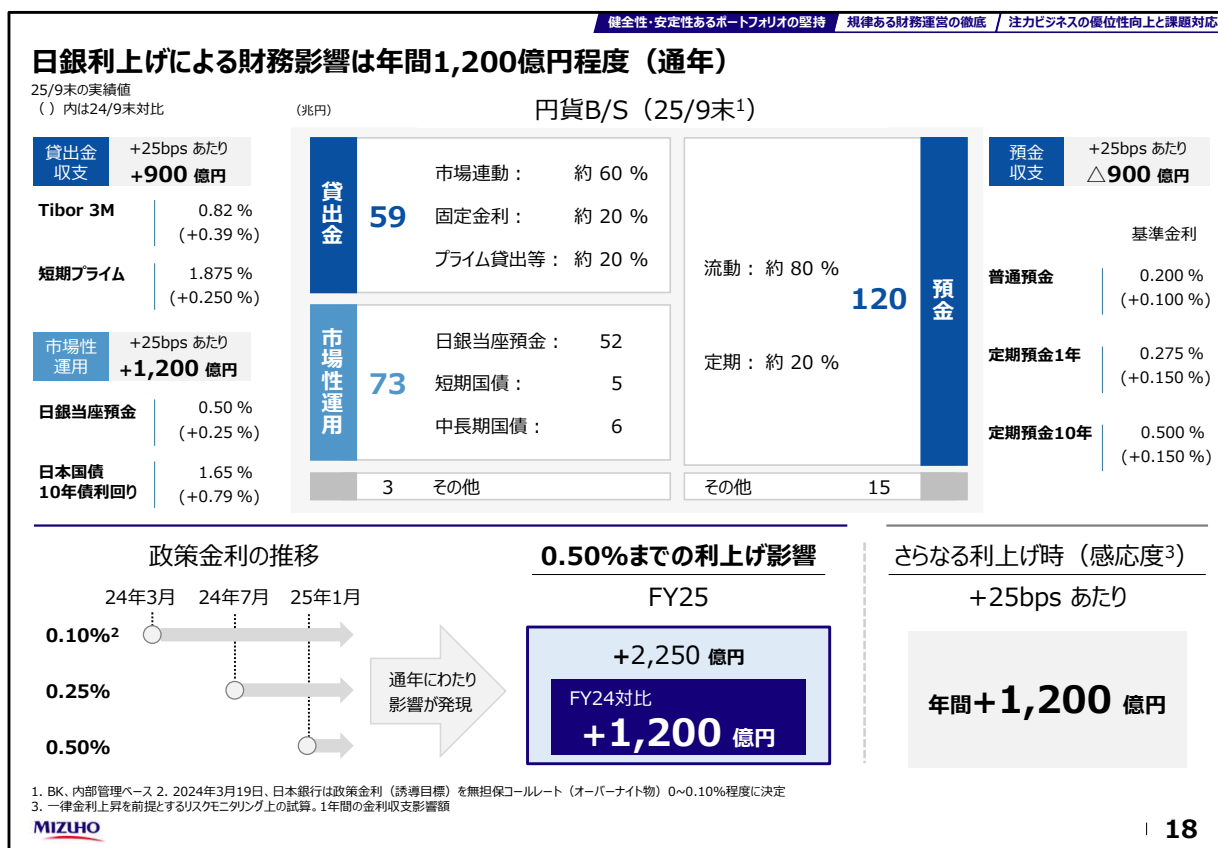 健全性･安定性あるポートフォリオの堅持 / 規律ある財務運営の徹底 / 注力ビジネスの優位性向上と課題対応
日銀利上げによる財務影響は年間1,200億円程度（通年）
25/9末の実績値
（ ）内は24/9末対比
(兆円)
円貨B/S（25/9末1）
貸出金
収支
+25bps あたり
+900 億円
Tibor 3M
0.82 %
(+0.39 %)
短期プライム
1.875 %
(+0.250 %)
市場性
運用
+25bps あたり
+1,200 億円
日銀当座預金
0.50 %
(+0.25 %)
日本国債
10年債利回り
1.65 %
(+0.79 %)
貸出金
59
市場連動： 約 60 %
固定金利： 約 20 %
プライム貸出等： 約 20 %
市場性運用
73
日銀当座預金： 52
短期国債： 5
中長期国債： 6
3 その他
流動：約 80 %
定期：約 20 %
120
預金
その他 15
預金
収支
+25bps あたり
△900 億円
基準金利
普通預金
0.200 %
(+0.100 %)
定期預金1年
0.275 %
(+0.150 %)
定期預金10年
0.500 %
(+0.150 %)
政策金利の推移
24年3月 24年7月 25年1月
0.10%2
0.25%
0.50%
通年にわたり
影響が発現
0.50%までの利上げ影響
FY25
+2,250 億円
FY24対比
+1,200 億円
さらなる利上げ時（感応度3）
+25bps あたり
年間+1,200 億円
1. BK、内部管理ベース 2. 2024年3月19日、日本銀行は政策金利（誘導目標）を無担保コールレート（オーバーナイト物）0~0.10%程度に決定
3. 一律金利上昇を前提とするリスクモニタリング上の試算。1年間の金利収支影響額
MIZUHO
18